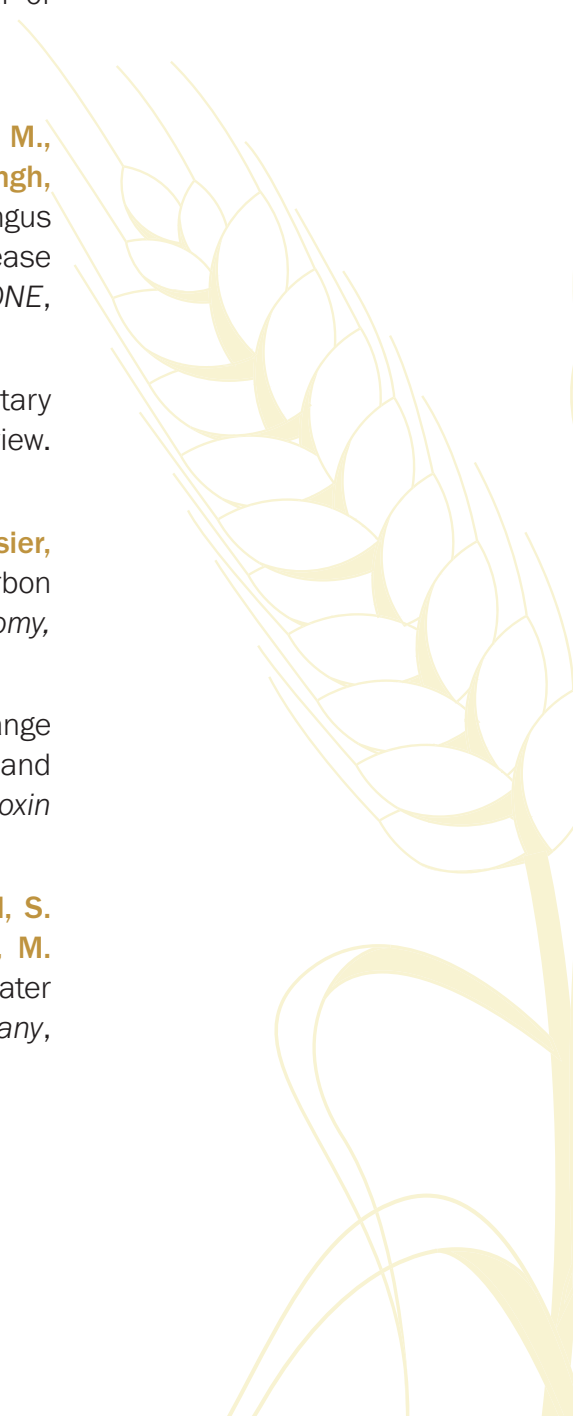 M.,
ngh,
ngus
ease
ONE,
tary
iew.
sier,
rbon
omy,
ange
and
oxin
l, S.
M.
ater
any,